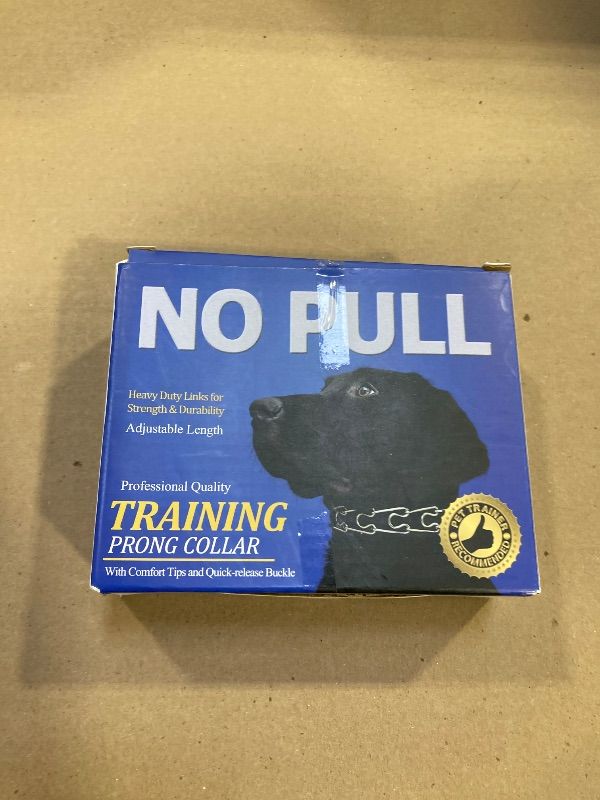 NO PULL
Heavy Duty Links for
Strength & Durability
Adjustable Length
Professional Quality
TRAINING
PRONG COLLAR
With Comfort Tips and Quick-release Buckle
PET TRAINER
RECOMMENDED